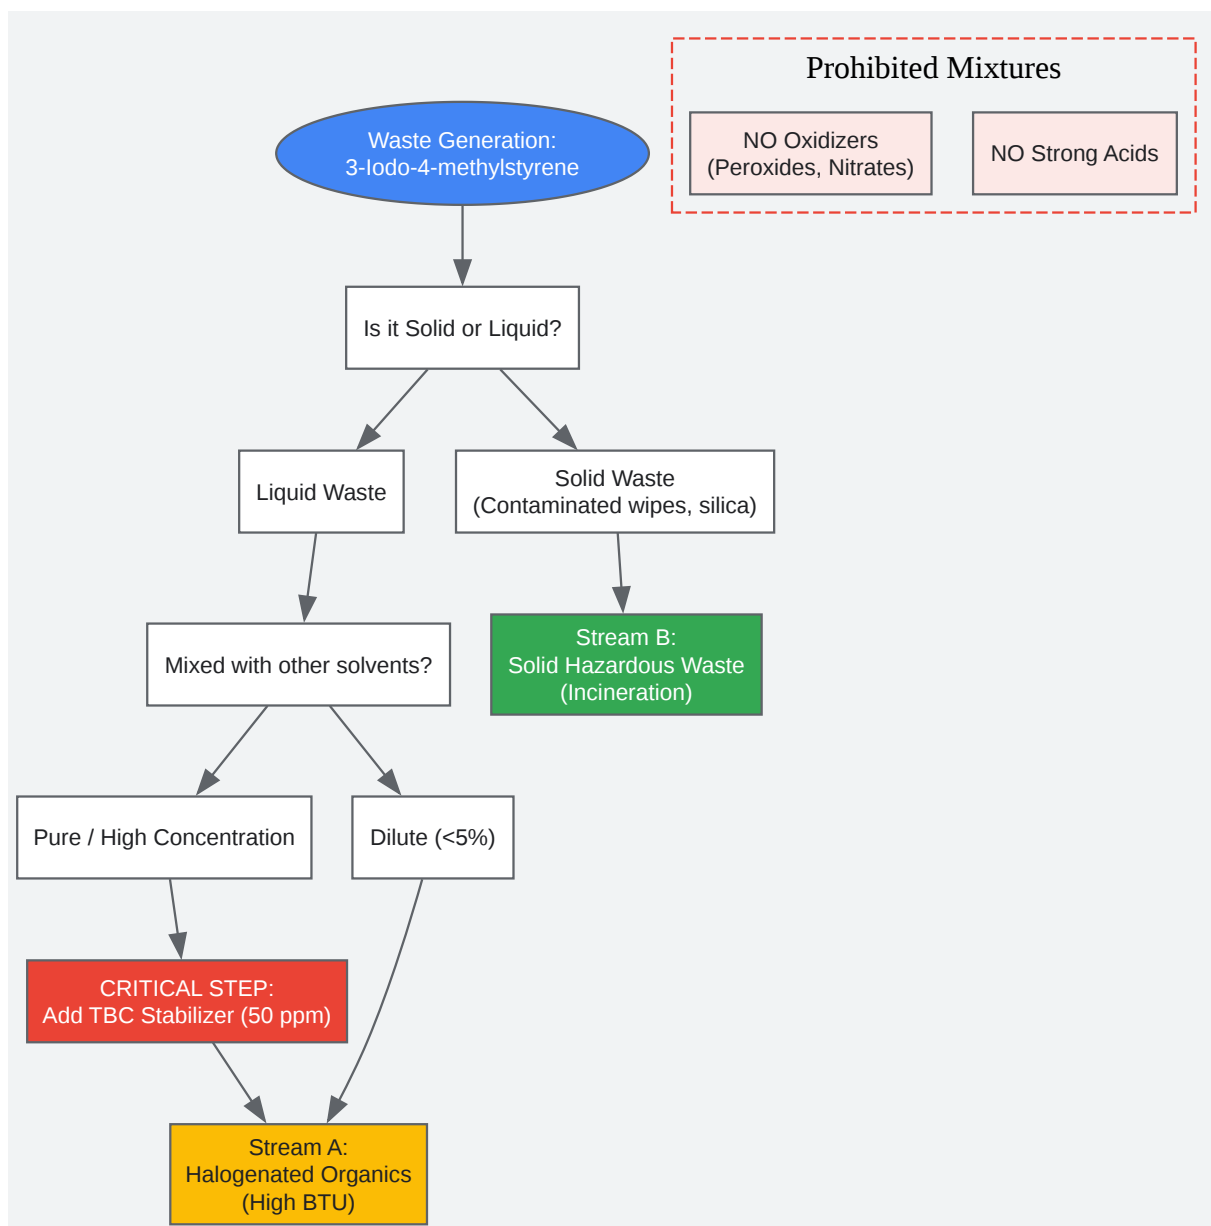 Prohibited Mixtures
NO Oxidizers
(Peroxides, Nitrates)
NO Strong Acids
Waste Generation:
3-Iodo-4-methylstyrene
Is it Solid or Liquid?
Liquid Waste
Solid Waste
(Contaminated wipes, silica)
Mixed with other solvents?
Stream B:
Solid Hazardous Waste
(Incineration)
Pure / High Concentration
Dilute (<5%)
CRITICAL STEP:
Add TBC Stabilizer (50 ppm)
Stream A:
Halogenated Organics
(High BTU)